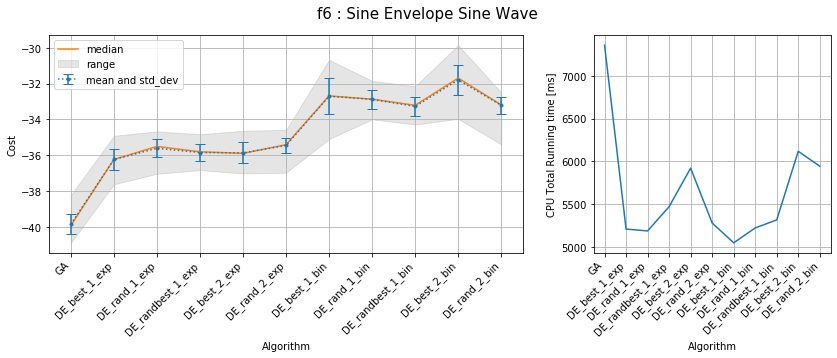 f6 : Sine Envelope Sine Wave
median
range
mean and std_dev
Cost
−30
−32
−34
−36
−38
−40
GA
DE_best_1_exp
DE_rand_1_exp
DE_randbest_1_exp
DE_best_2_exp
DE_rand_2_exp
DE_best_1_bin
DE_rand_1_bin
DE_randbest_1_bin
DE_best_2_bin
DE_rand_2_bin
Algorithm
CPU Total Running time [ms]
7000
6500
6000
5500
5000
GA
DE_best_1_exp
DE_rand_1_exp
DE_randbest_1_exp
DE_best_2_exp
DE_rand_2_exp
DE_best_1_bin
DE_rand_1_bin
DE_randbest_1_bin
DE_best_2_bin
DE_rand_2_bin
Algorithm